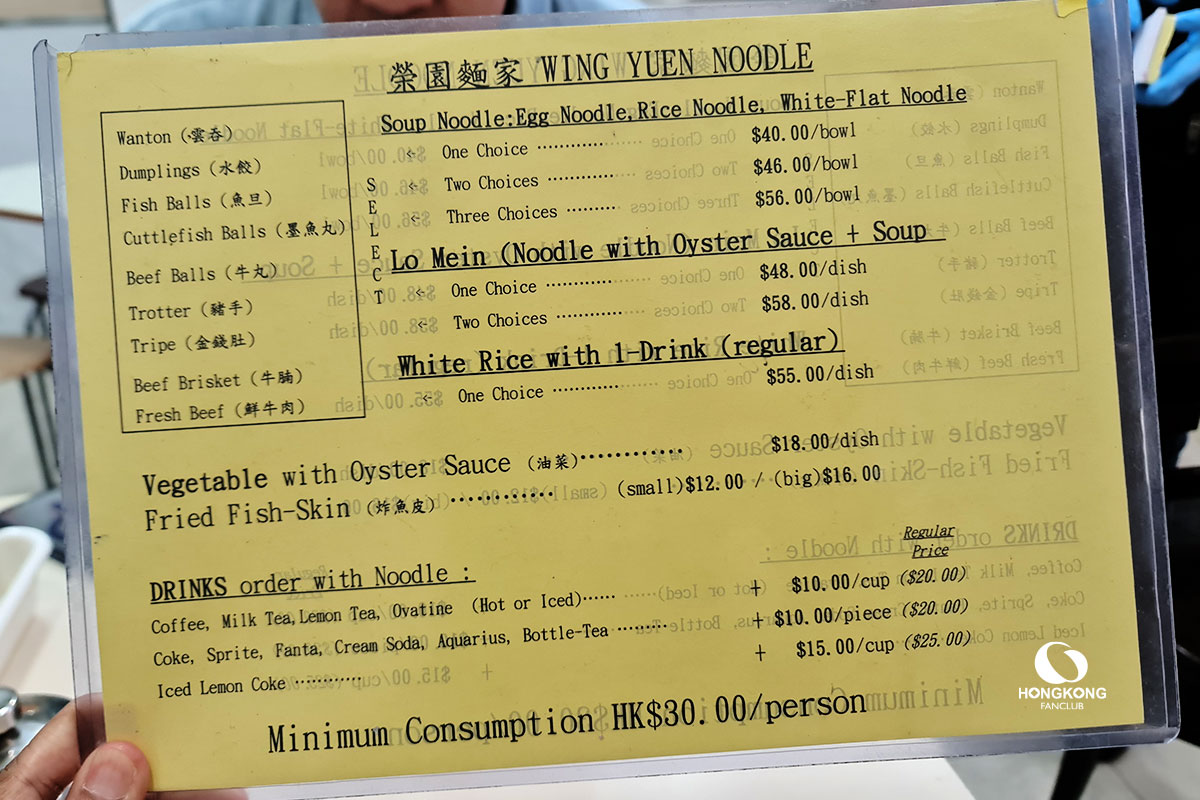 榮園麵家 WING YUEN NOODLE
Wanton (雲吞)
Dumplings (水餃)
Fish Balls (魚旦)
Cuttlefish Balls (墨魚丸)
Beef Balls (牛丸)
Trotter (豬手)
Tripe (金錢肚)
Beef Brisket (牛腩)
Fresh Beef (鮮牛肉)
SELECT
Soup Noodle:Egg Noodle,Rice Noodle, White-Flat Noodle
← One Choice ············ $40.00/bowl
← Two Choices ············ $46.00/bowl
← Three Choices ········· $56.00/bowl
Lo Mein (Noodle with Oyster Sauce + Soup
← One Choice ············ $48.00/dish
← Two Choices ············ $58.00/dish
White Rice with 1-Drink (regular)
← One Choice ············ $55.00/dish
Vegetable with Oyster Sauce (油菜)············ $18.00/dish
Fried Fish-Skin (炸魚皮)············ (small)$12.00 / (big)$16.00
Regular
Price
DRINKS order with Noodle :
Coffee, Milk Tea,Lemon Tea, Ovatine (Hot or Iced)······ + $10.00/cup ($20.00)
Coke, Sprite, Fanta, Cream Soda, Aquarius, Bottle-Tea ········· + $10.00/piece ($20.00)
Iced Lemon Coke ············ + $15.00/cup ($25.00)
Minimum Consumption HK$30.00/person
HONGKONG
FANCLUB